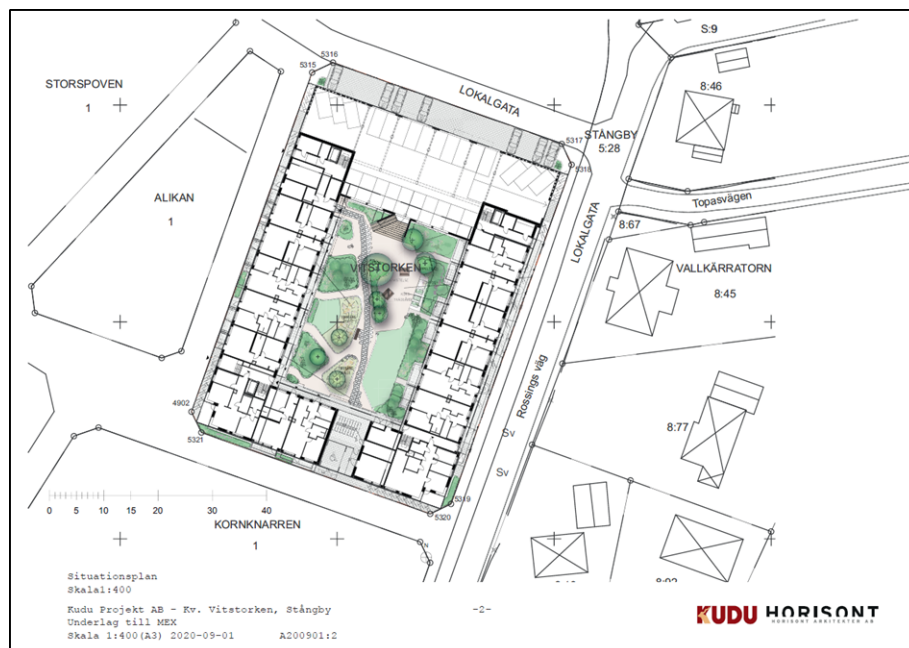 5316
5315
S:9
STORSPOVEN
1
LOKALGATA
8:46
5317
STÅNGBY
5:28
5318
ALIKAN
1
Topasvägen
8:67
LOKALGATA
VITSTORKEN
VALLKÄRRATORN
8:45
Rossings väg
4902
5321
8:77
Sv
Sv
5319
5320
0 5 10 20 30 40
KORNKNARREN
1
N
Situationsplan
Skala1:400
Kudu Projekt AB - Kv. Vitstorken, Stångby
Underlag till MEX
Skala 1:400(A3) 2020-09-01 A200901:2
-2-
KUDU HORISONT
HORISONT ARKITEKTER AB